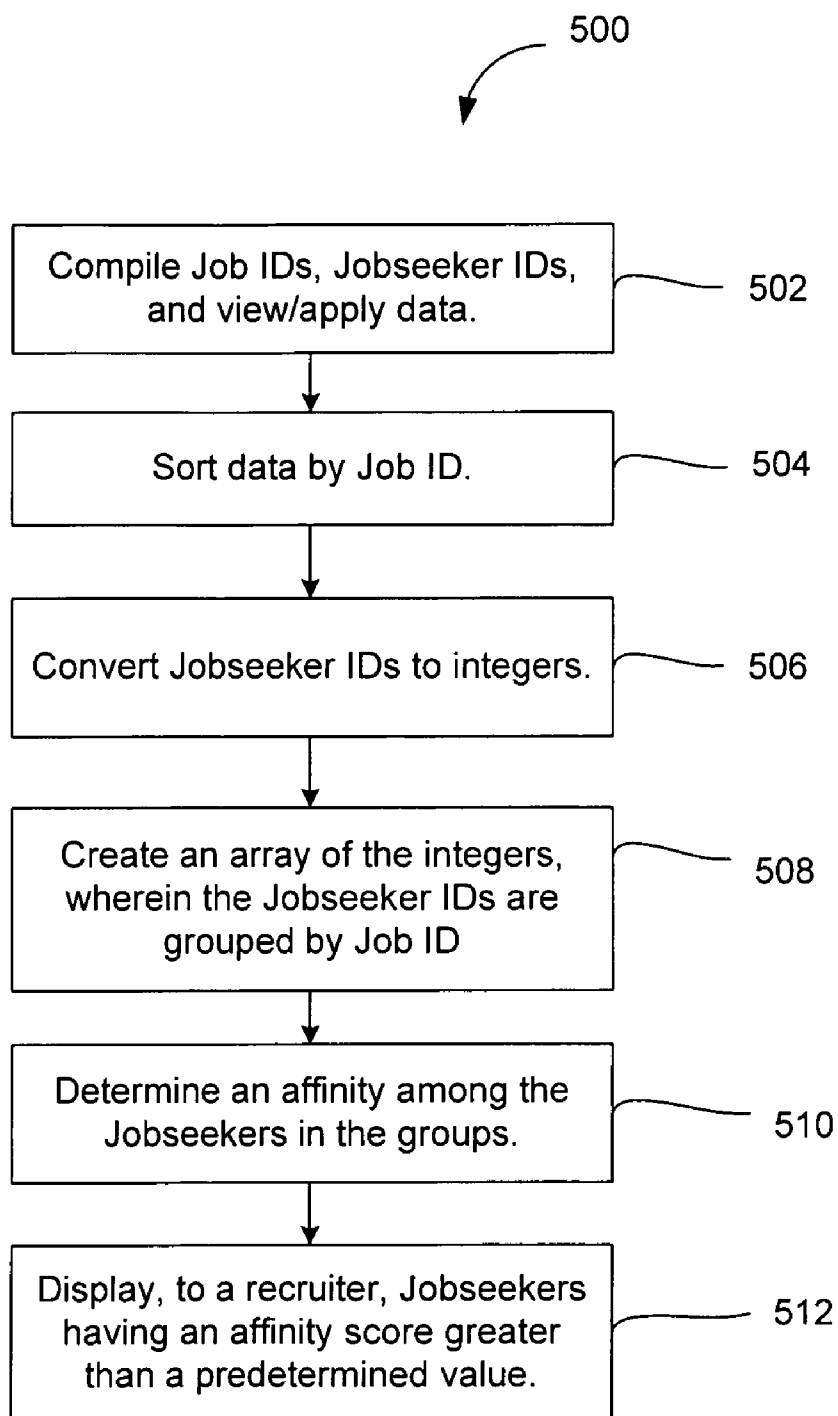 500
Compile Job IDs, Jobseeker IDs,
and view/apply data.
502
Sort data by Job ID.
504
Convert Jobseeker IDs to integers.
506
Create an array of the integers,
wherein the Jobseeker IDs are
grouped by Job ID
508
Determine an affinity among the
Jobseekers in the groups.
510
Display, to a recruiter, Jobseekers
having an affinity score greater
than a predetermined value.
512